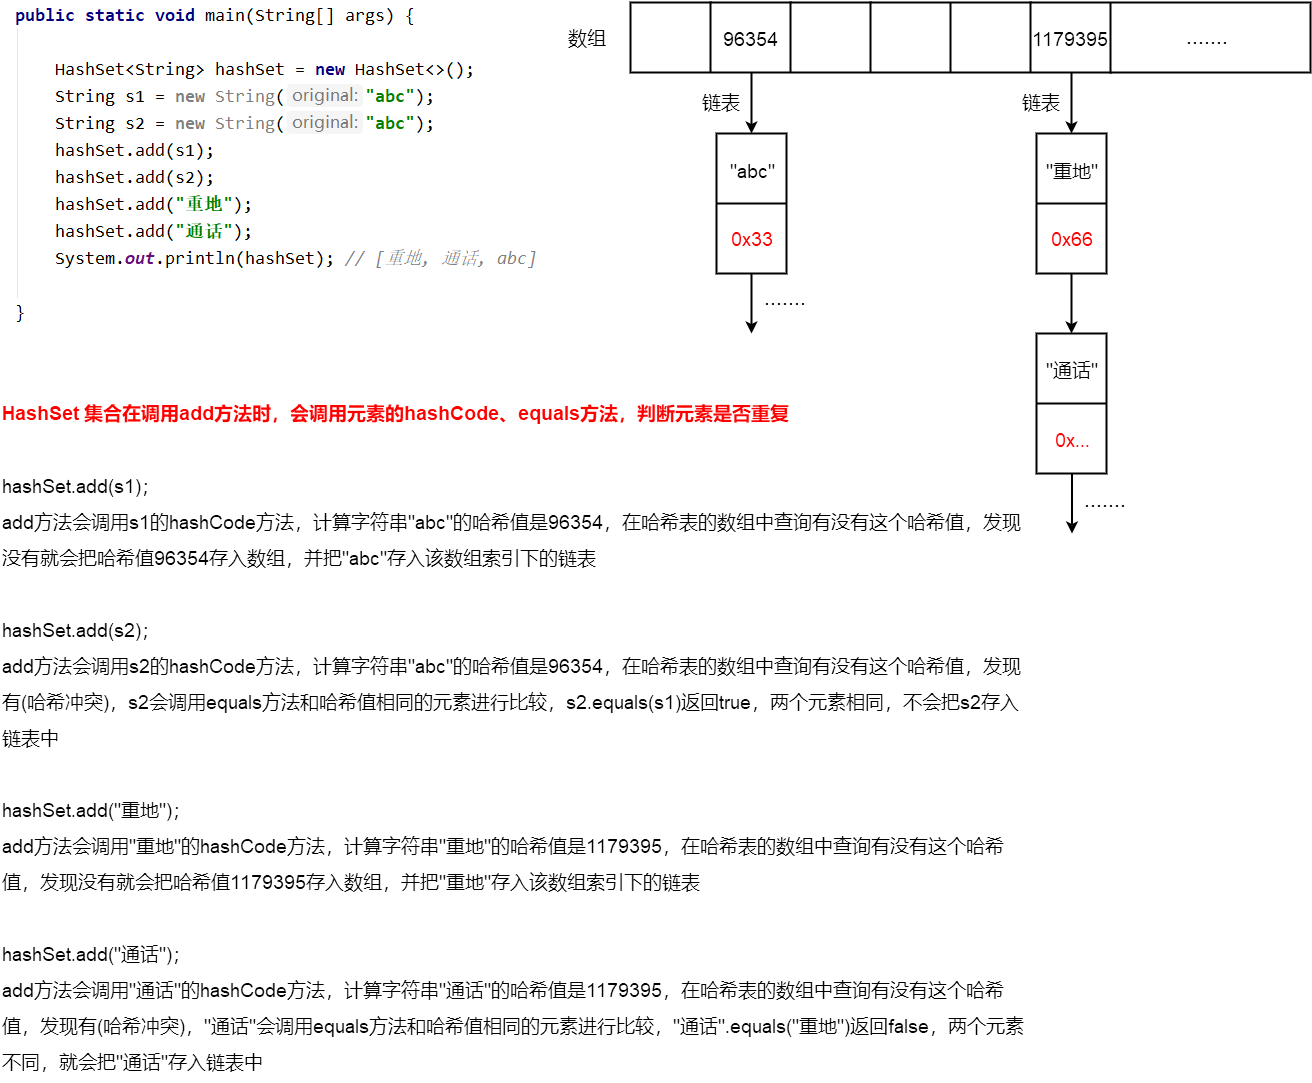 public static void main(String[] args) {
HashSet<String> hashSet = new HashSet<>();
String s1 = new String( original: "abc");
String s2 = new String( original: "abc");
hashSet.add(s1);
hashSet.add(s2);
hashSet.add("重地");
hashSet.add("通话");
System.out.println(hashSet); // [重地, 通话, abc]
}
数组
96354
1179395
.......
链表
链表
"abc"
"重地"
0x33
0x66
.......
"通话"
0x...
.......
HashSet 集合在调用add方法时，会调用元素的hashCode、equals方法，判断元素是否重复
hashSet.add(s1);
add方法会调用s1的hashCode方法，计算字符串"abc"的哈希值是96354，在哈希表的数组中查询有没有这个哈希值，发现
没有就会把哈希值96354存入数组，并把"abc"存入该数组索引下的链表
hashSet.add(s2);
add方法会调用s2的hashCode方法，计算字符串"abc"的哈希值是96354，在哈希表的数组中查询有没有这个哈希值，发现
有(哈希冲突)，s2会调用equals方法和哈希值相同的元素进行比较，s2.equals(s1)返回true，两个元素相同，不会把s2存入
链表中
hashSet.add("重地");
add方法会调用"重地"的hashCode方法，计算字符串"重地"的哈希值是1179395，在哈希表的数组中查询有没有这个哈希
值，发现没有就会把哈希值1179395存入数组，并把"重地"存入该数组索引下的链表
hashSet.add("通话");
add方法会调用"通话"的hashCode方法，计算字符串"通话"的哈希值是1179395，在哈希表的数组中查询有没有这个哈希
值，发现有(哈希冲突)，"通话"会调用equals方法和哈希值相同的元素进行比较，"通话".equals("重地")返回false，两个元素
不同，就会把"通话"存入链表中